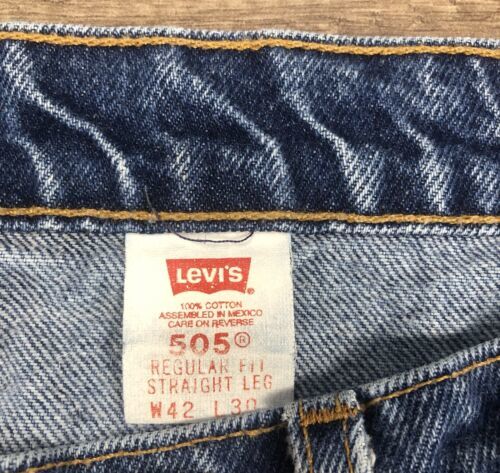 Levi's ®
100% COTTON
ASSEMBLED IN MEXICO
CARE ON REVERSE
505®
REGULAR FIT
STRAIGHT LEG
W42 L30